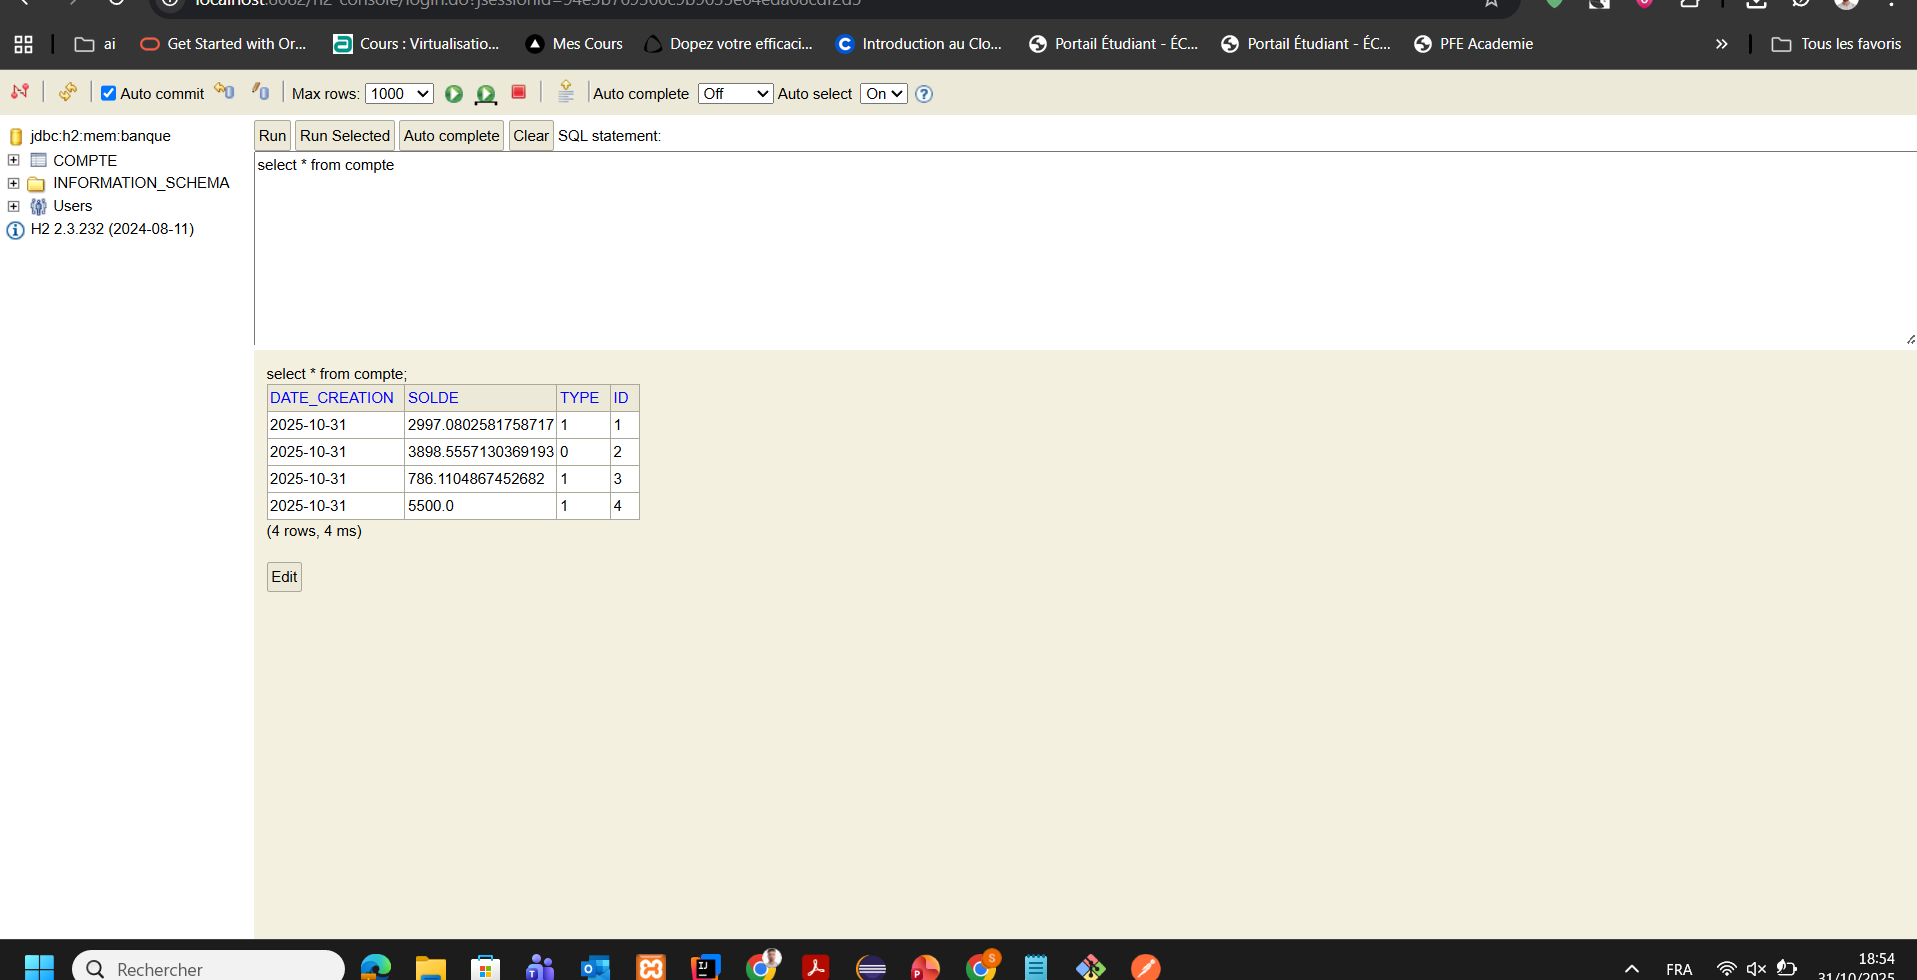 ai
Get Started with Or...
Cours : Virtualisatio...
Mes Cours
Dopez votre efficaci...
Introduction au Clo...
Portail Étudiant - ÉC...
Portail Étudiant - ÉC...
PFE Academie
»
Tous les favoris
Auto commit
Max rows:
1000
Auto complete
Off
Auto select
On
jdbc:h2:mem:banque
COMPTE
INFORMATION_SCHEMA
Users
H2 2.3.232 (2024-08-11)
Run
Run Selected
Auto complete
Clear
SQL statement:
select * from compte
select * from compte;
DATE_CREATION SOLDE TYPE ID
2025-10-31 2997.0802581758717 1 1
2025-10-31 3898.5557130369193 0 2
2025-10-31 786.1104867452682 1 3
2025-10-31 5500.0 1 4
(4 rows, 4 ms)
Edit
Rechercher
FRA
18:54
31/10/2025